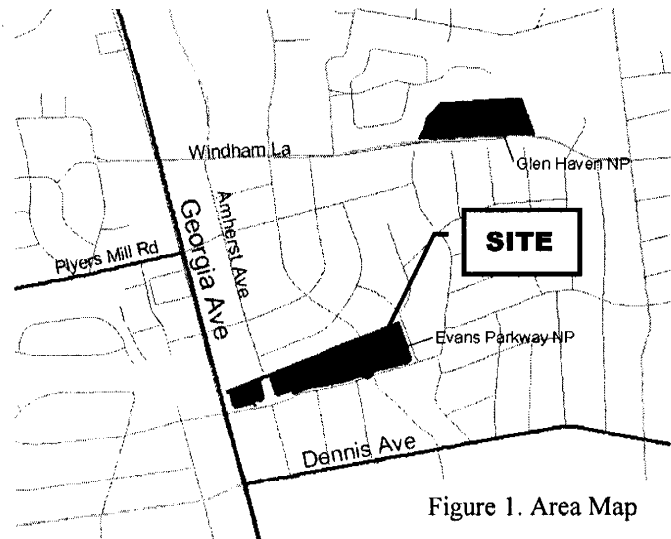 Windham La
Glen Haven NP
Amherst Ave
Georgia Ave
SITE
Plyers Mill Rd
Evans Parkway NP
Dennis Ave
Figure 1. Area Map